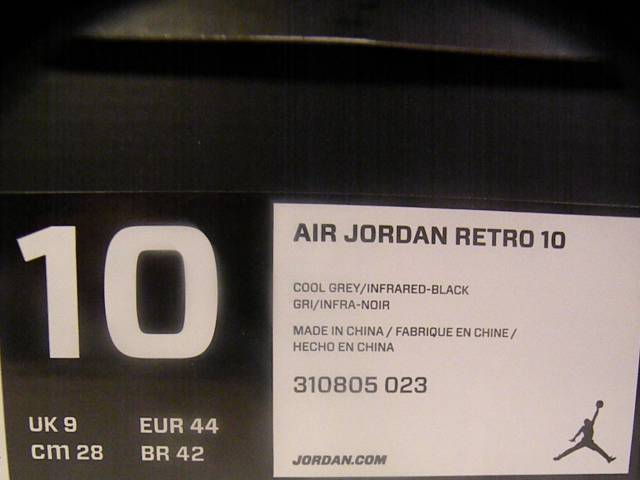 10
UK 9 EUR 44
cm 28 BR 42
AIR JORDAN RETRO 10
COOL GREY/INFRARED-BLACK
GRI/INFRA-NOIR
MADE IN CHINA / FABRIQUE EN CHINE /
HECHO EN CHINA
310805 023
JORDAN.COM